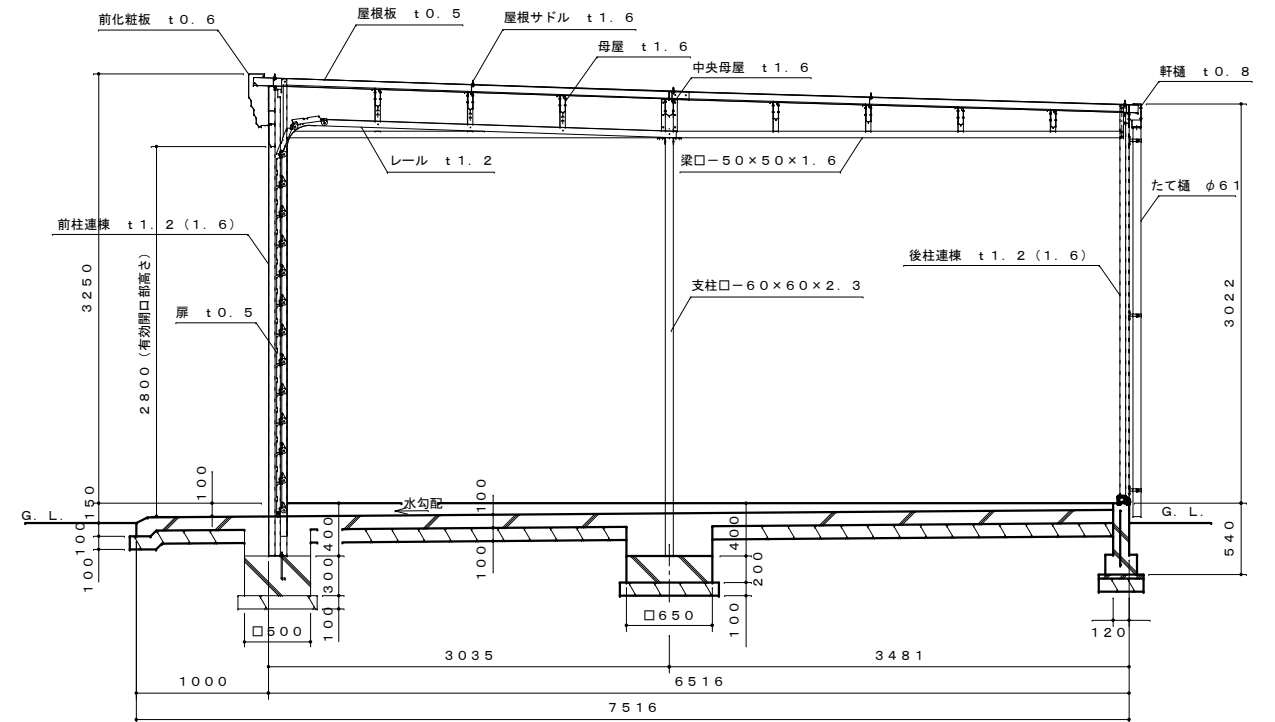 前化粧板　ｔ０．６
屋根板　ｔ０．５
屋根サドル　ｔ１．６
母屋　ｔ１．６
中央母屋　ｔ１．６
軒樋　ｔ０．８
レール　ｔ１．２
梁口－５０×５０×１．６
たて樋　φ６１
前柱連棟　ｔ１．２（１．６）
後柱連棟　ｔ１．２（１．６）
３２５０
２８００（有効開口部高さ）
支柱口－６０×６０×２．３
３０２２
扉　ｔ０．５
１５０
１００
水勾配
１００
Ｇ．Ｌ．
Ｇ．Ｌ．
１００
１００
４００
３００
１００
１００
４００
２００
１００
５４０
□５００
□６５０
１２０
３０３５
３４８１
１０００
６５１６
７５１６